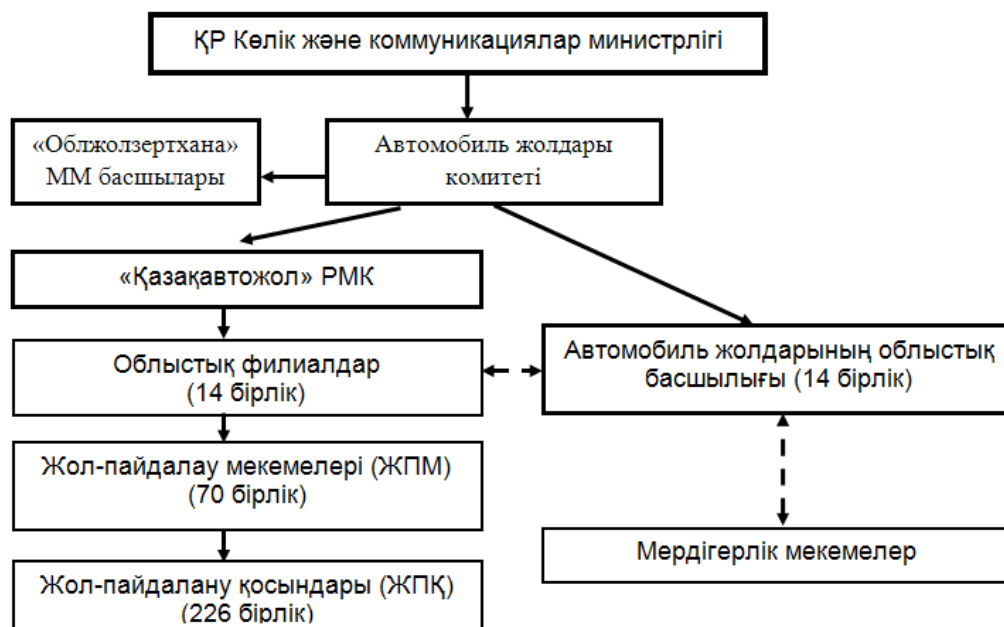 ҚР Көлік және коммуникациялар министрлігі
«Облжолзертхана»
ММ басшылары
Автомобиль жолдары
комитеті
«Қазақавтожол» РМК
Облыстық филиалдар
(14 бірлік)
Автомобиль жолдарының облыстық
басшылығы (14 бірлік)
Жол-пайдалау мекемелері (ЖПМ)
(70 бірлік)
Мердігерлік мекемелер
Жол-пайдалану қосындары (ЖПҚ)
(226 бірлік)